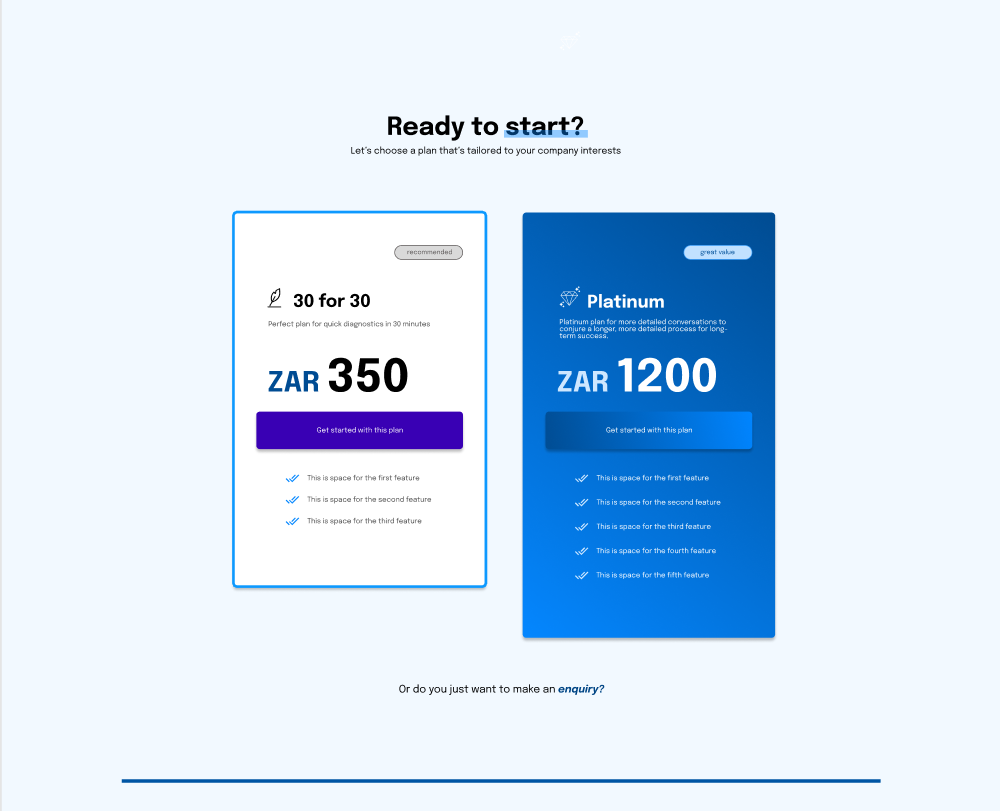 Ready to start?
Let's choose a plan that's tailored to your company interests
recommended
30 for 30
Perfect plan for quick diagnostics in 30 minutes
ZAR 350
Get started with this plan
This is space for the first feature
This is space for the second feature
This is space for the third feature
great value
Platinum
Platinum plan for more detailed conversations to
conjure a longer, more detailed process for long-
term success.
ZAR 1200
Get started with this plan
This is space for the first feature
This is space for the second feature
This is space for the third feature
This is space for the fourth feature
This is space for the fifth feature
Or do you just want to make an enquiry?